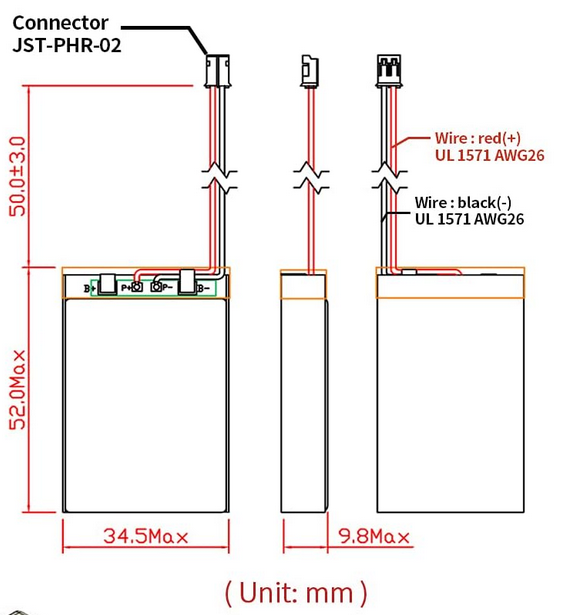 Connector
JST-PHR-02
50.0±3.0
Wire : red(+)
UL 1571 AWG26
Wire : black(-)
UL 1571 AWG26
B+ P+ P- B-
52.0Max
34.5Max
9.8Max
( Unit: mm )